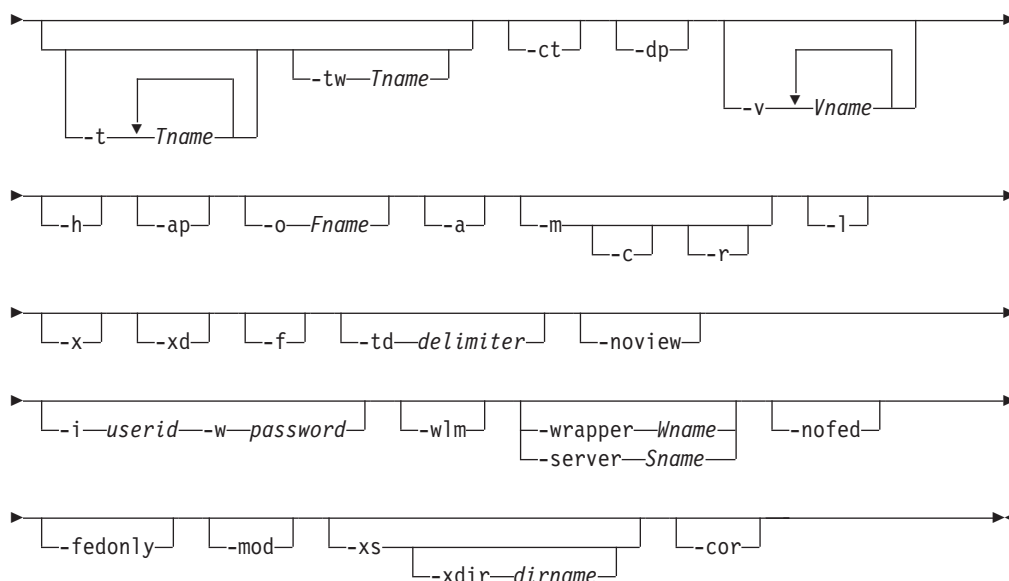 -ct -dp
-tw Tname
-v Vname
-t Tname
-h -ap -o Fname -a -m -l
-c -r
-x -xd -f -td delimiter -noview
-i userid -w password -wlm -wrapper Wname -nofed
-server Sname
-fedonly -mod -xs -cor
-xdir dirname